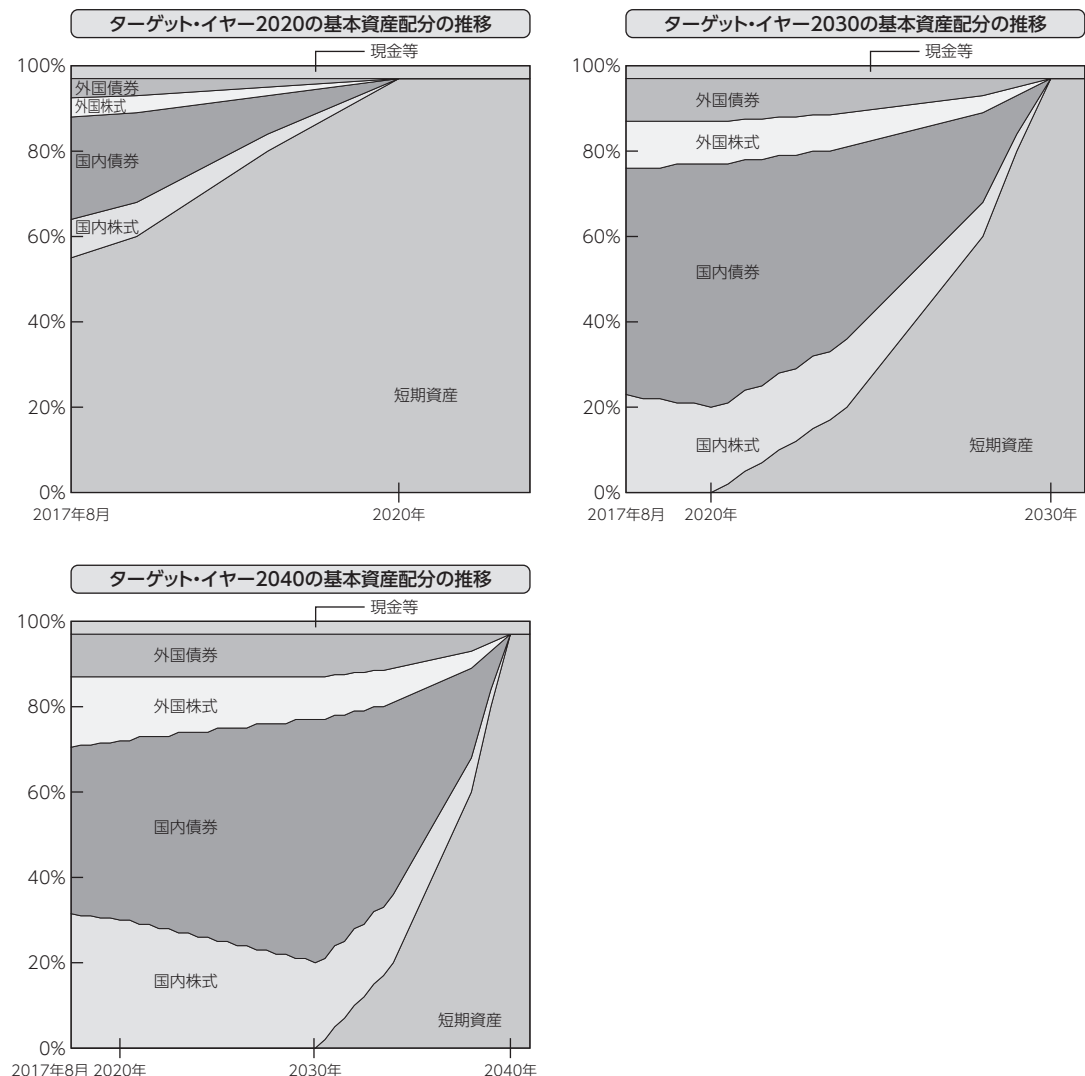 ターゲット・イヤー2020の基本資産配分の推移
現金等
100%
80%
60%
40%
20%
0%
外国債券
外国株式
国内債券
国内株式
短期資産
2017年8月
2020年
ターゲット・イヤー2030の基本資産配分の推移
現金等
100%
80%
60%
40%
20%
0%
外国債券
外国株式
国内債券
国内株式
短期資産
2017年8月
2020年
2030年
ターゲット・イヤー2040の基本資産配分の推移
現金等
100%
80%
60%
40%
20%
0%
外国債券
外国株式
国内債券
国内株式
短期資産
2017年8月
2020年
2030年
2040年